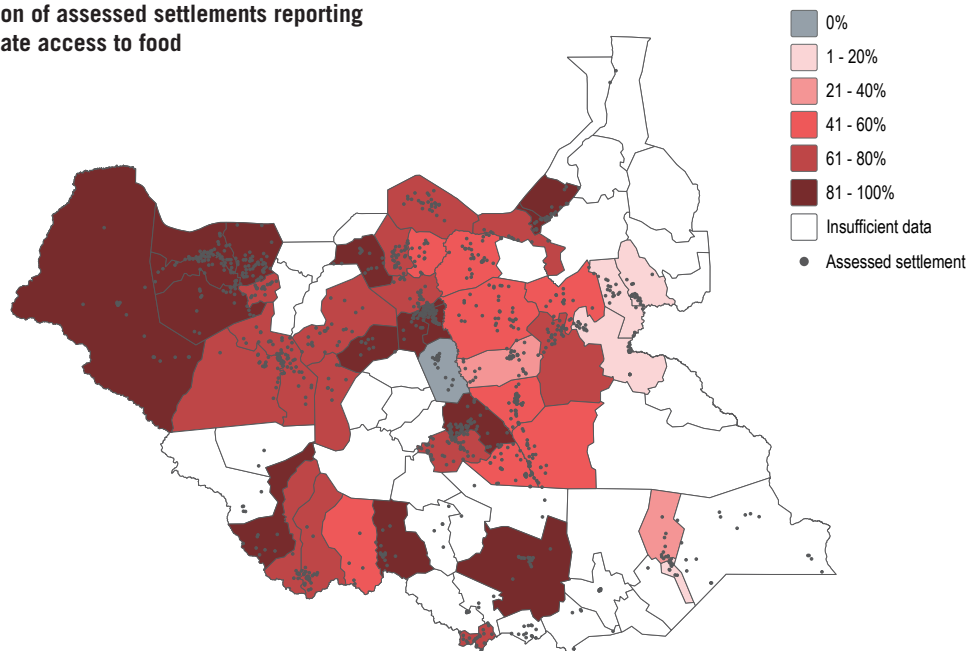 on of assessed settlements reporting
ate access to food
0%
1 - 20%
21 - 40%
41 - 60%
61 - 80%
81 - 100%
Insufficient data
Assessed settlement